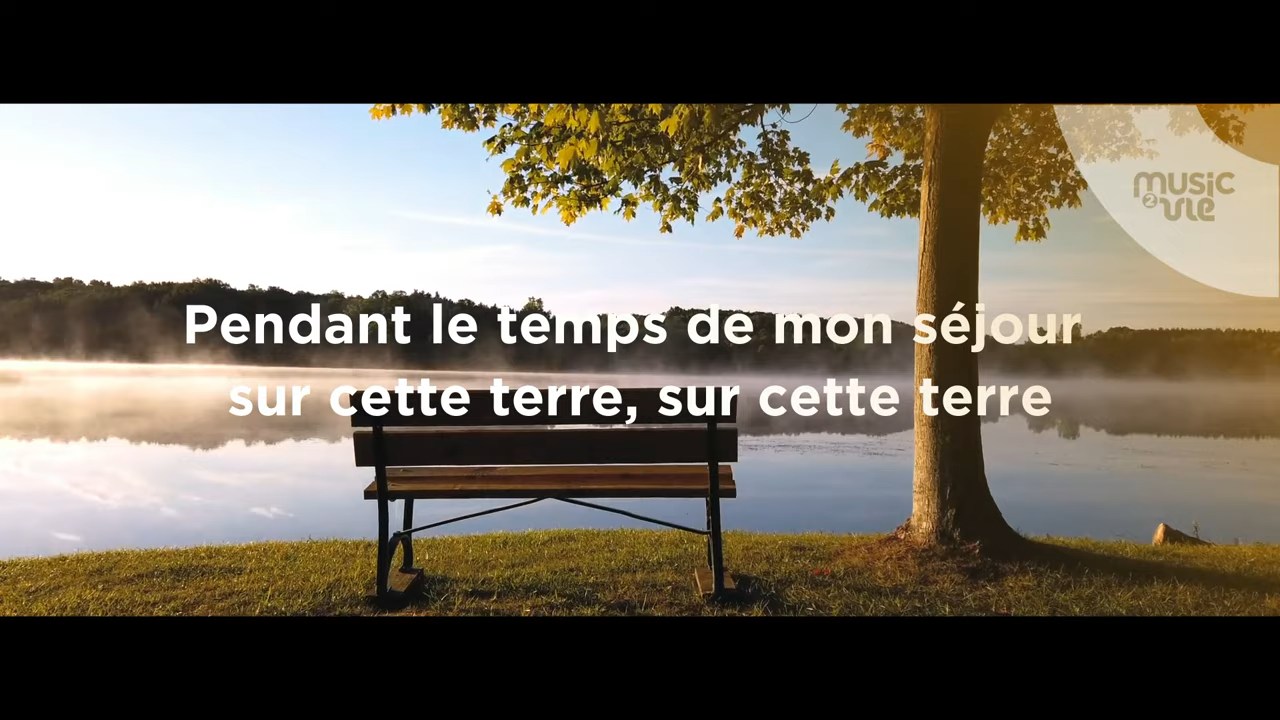 music
2 vie
Pendant le temps de mon séjour
sur cette terre, sur cette terre